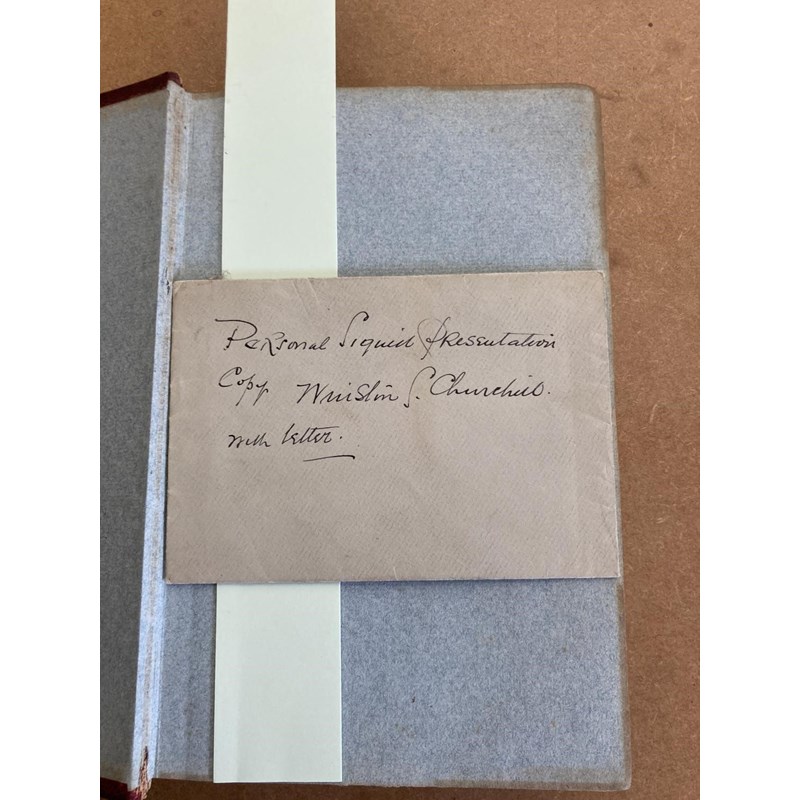 Personal Signed Presentation
Copy Winston S. Churchill.
with letter.